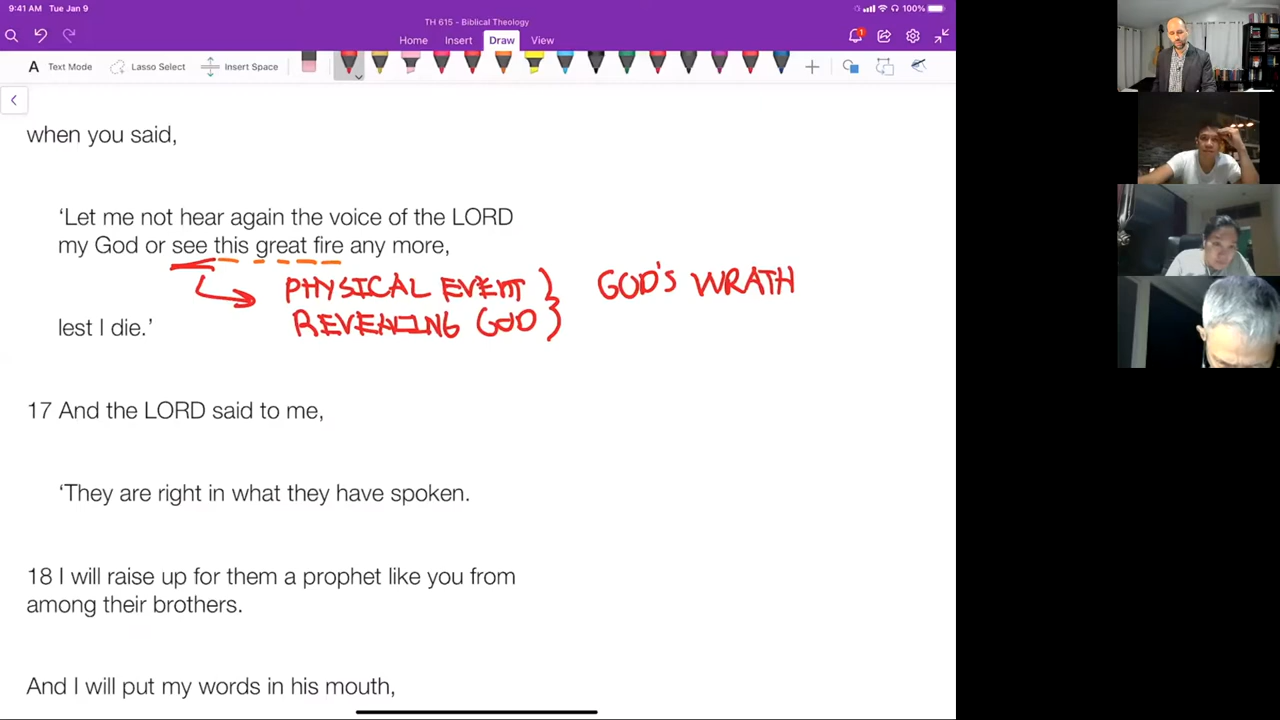 9:41 AM Tue Jan 9
100%
TH 615 - Biblical Theology
Home Insert Draw View
1
A Text Mode Lasso Select Insert Space
when you said,
‘Let me not hear again the voice of the LORD
my God or see this great fire any more,
PHYSICAL EVENT } GOD'S WRATH
REVEALING GOD }
lest I die.’
17 And the LORD said to me,
‘They are right in what they have spoken.
18 I will raise up for them a prophet like you from
among their brothers.
And I will put my words in his mouth,